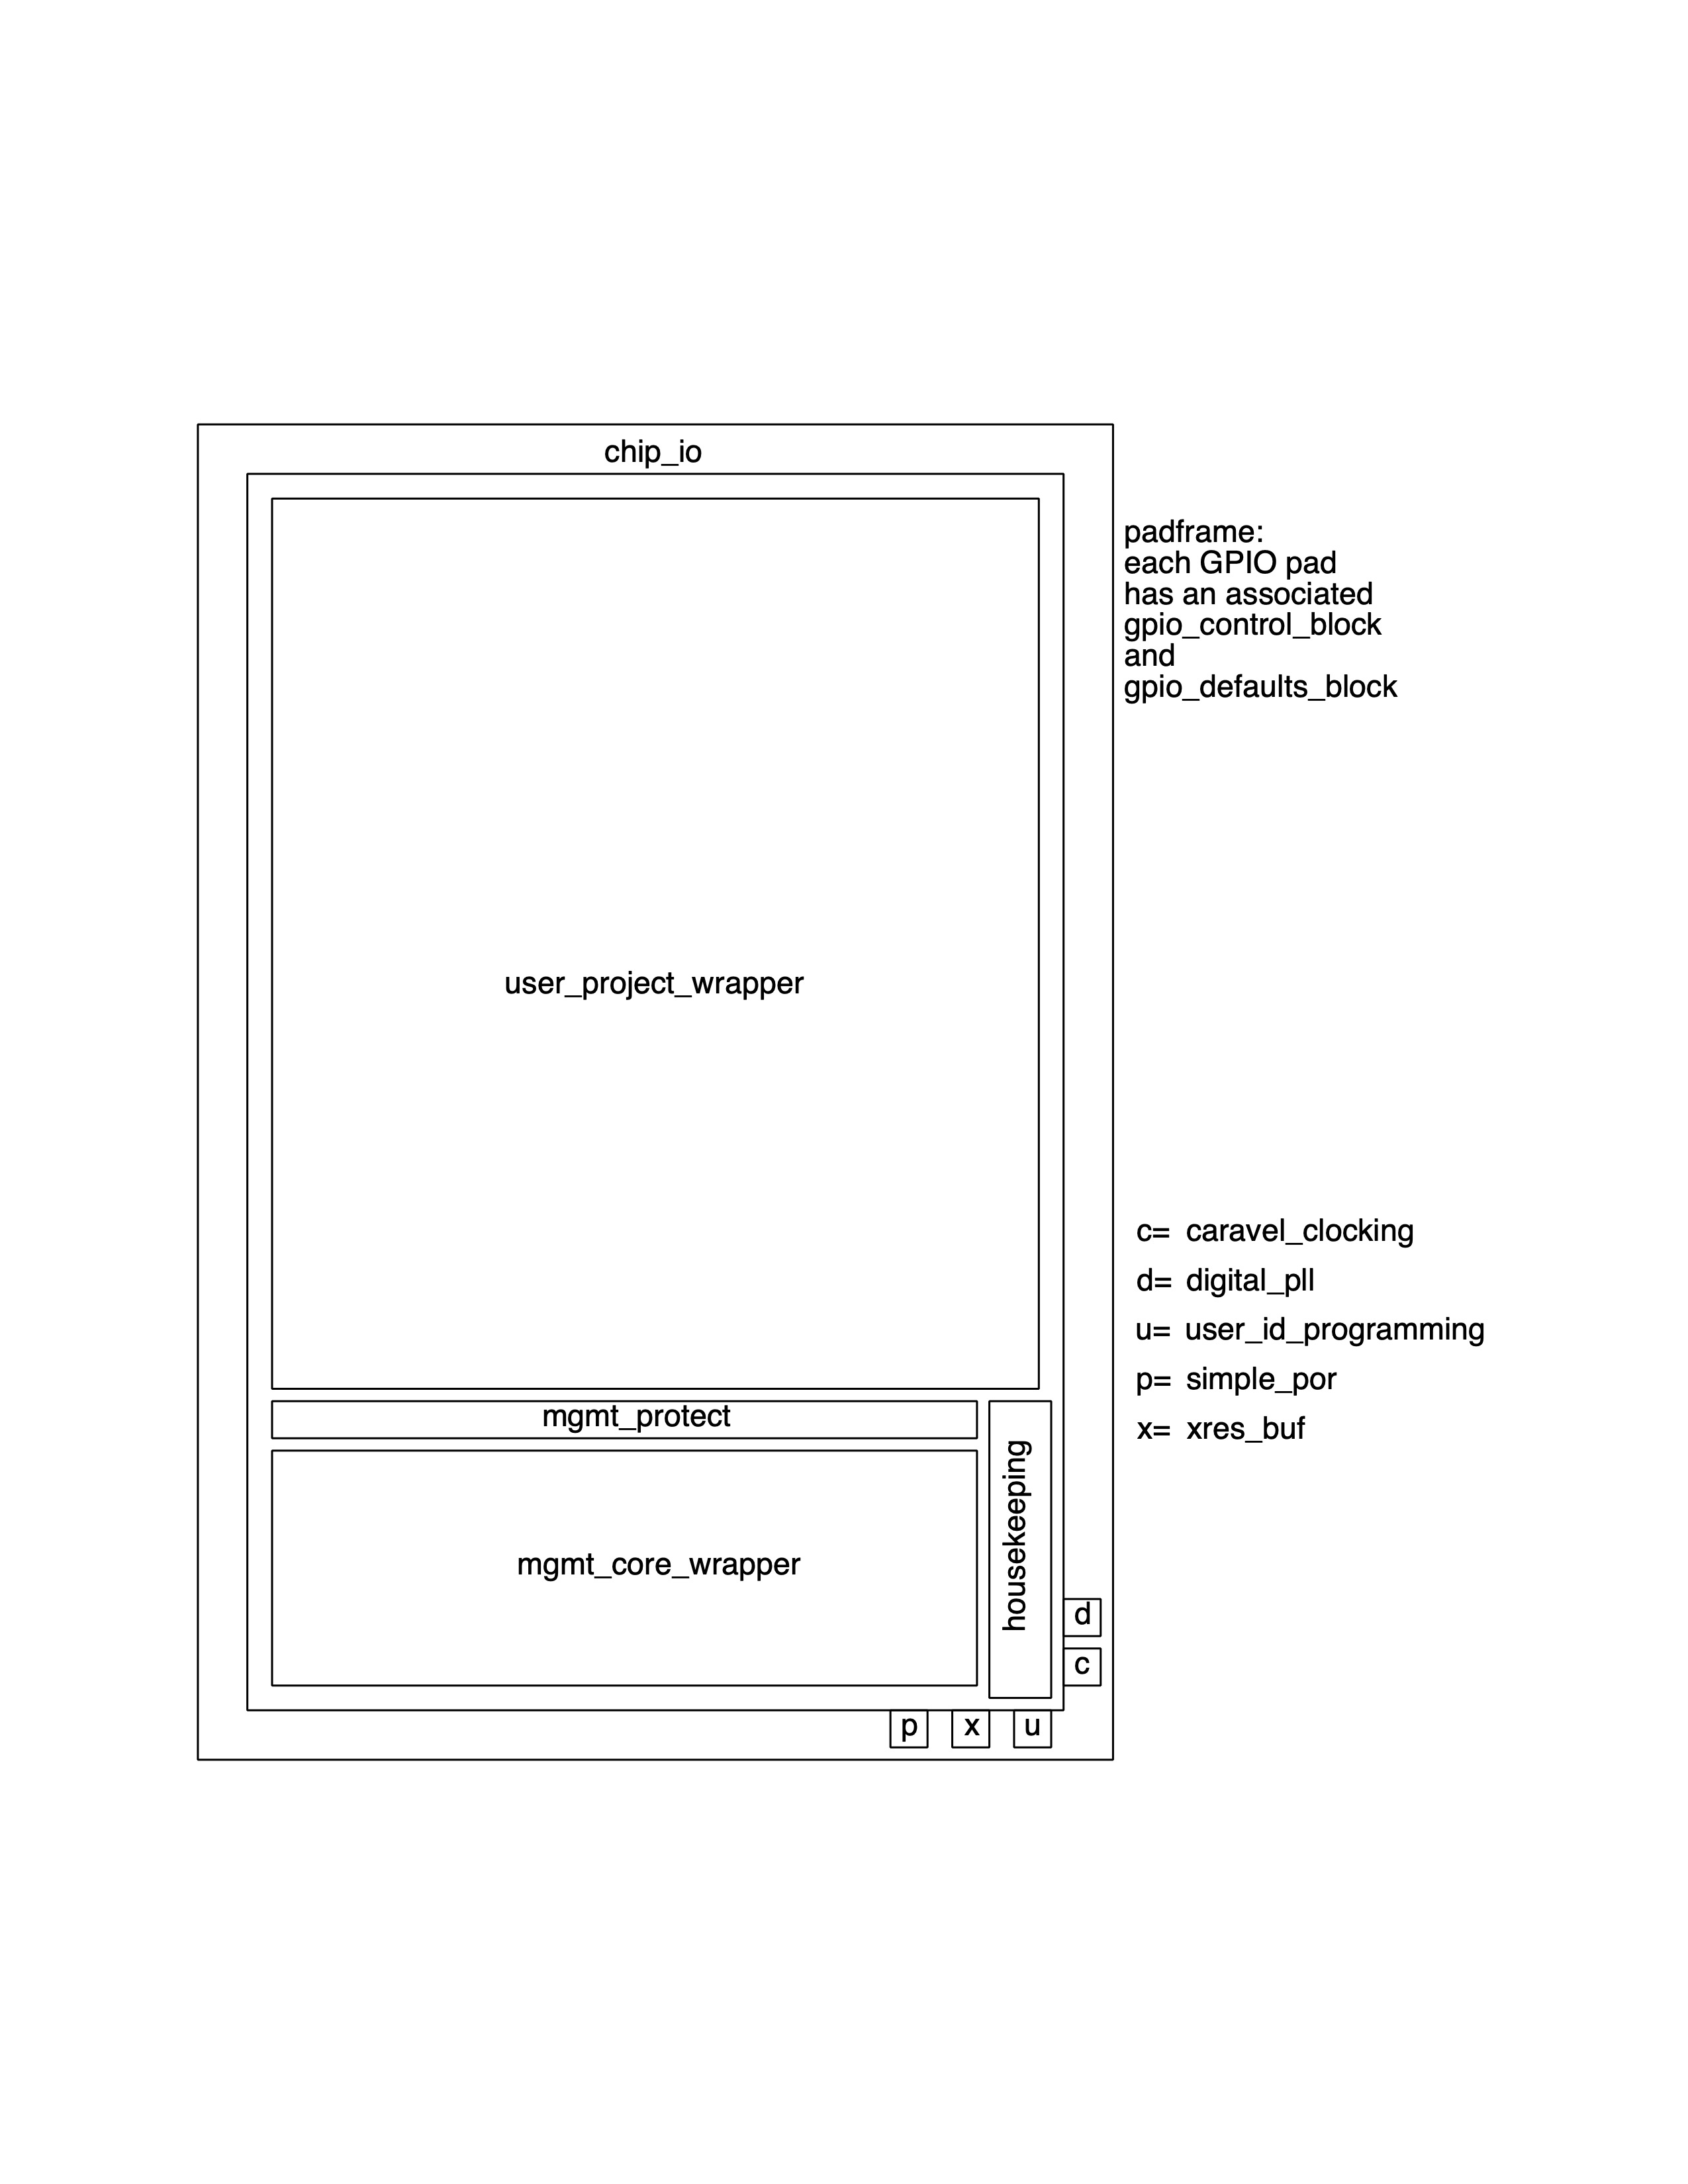 chip_io
padframe:
each GPIO pad
has an associated
gpio_control_block
and
gpio_defaults_block
user_project_wrapper
c= caravel_clocking
d= digital_pll
u= user_id_programming
p= simple_por
x= xres_buf
mgmt_protect
housekeeping
mgmt_core_wrapper
d
c
p
x
u